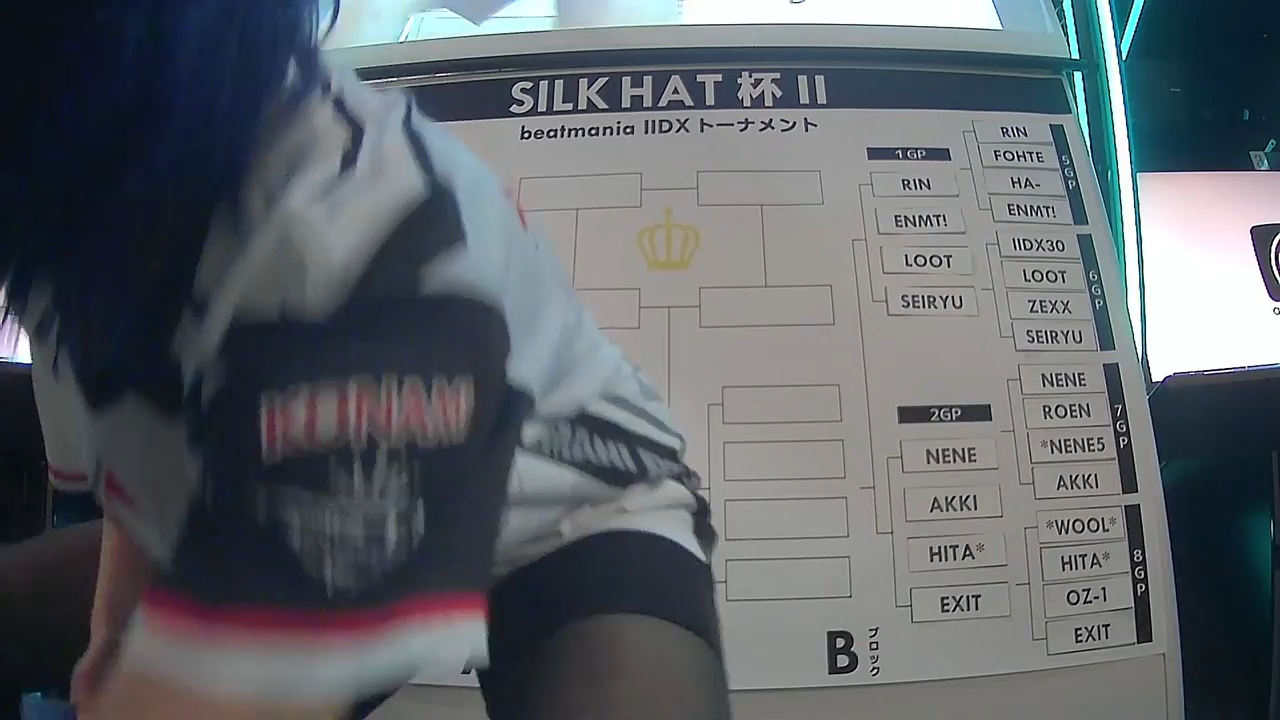 SILK HAT 杯 II
beatmania IIDX トーナメント
1GP
RIN
ENMT!
LOOT
SEIRYU
RIN
FOHTE
HA-
ENMT!
5GP
IIDX30
LOOT
ZEXX
SEIRYU
6GP
2GP
NENE
AKKI
HITA*
EXIT
NENE
ROEN
*NENE5
AKKI
7GP
*WOOL*
HITA*
OZ-1
EXIT
8GP
B ブロック
KONAMI